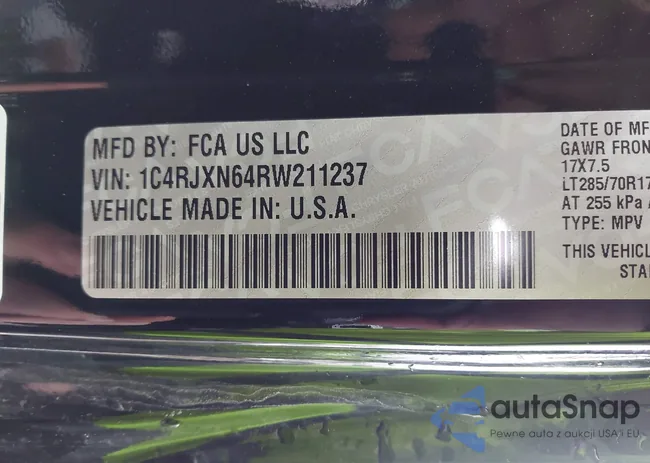 MFD BY: FCA US LLC
VIN: 1C4RJXN64RW211237
VEHICLE MADE IN: U.S.A.
DATE OF MF
GAWR FRON
17X7.5
LT285/70R17
AT 255 kPa
TYPE: MPV
THIS VEHICL
STA
autoSnap
Pewne auta z aukcji USA i EU